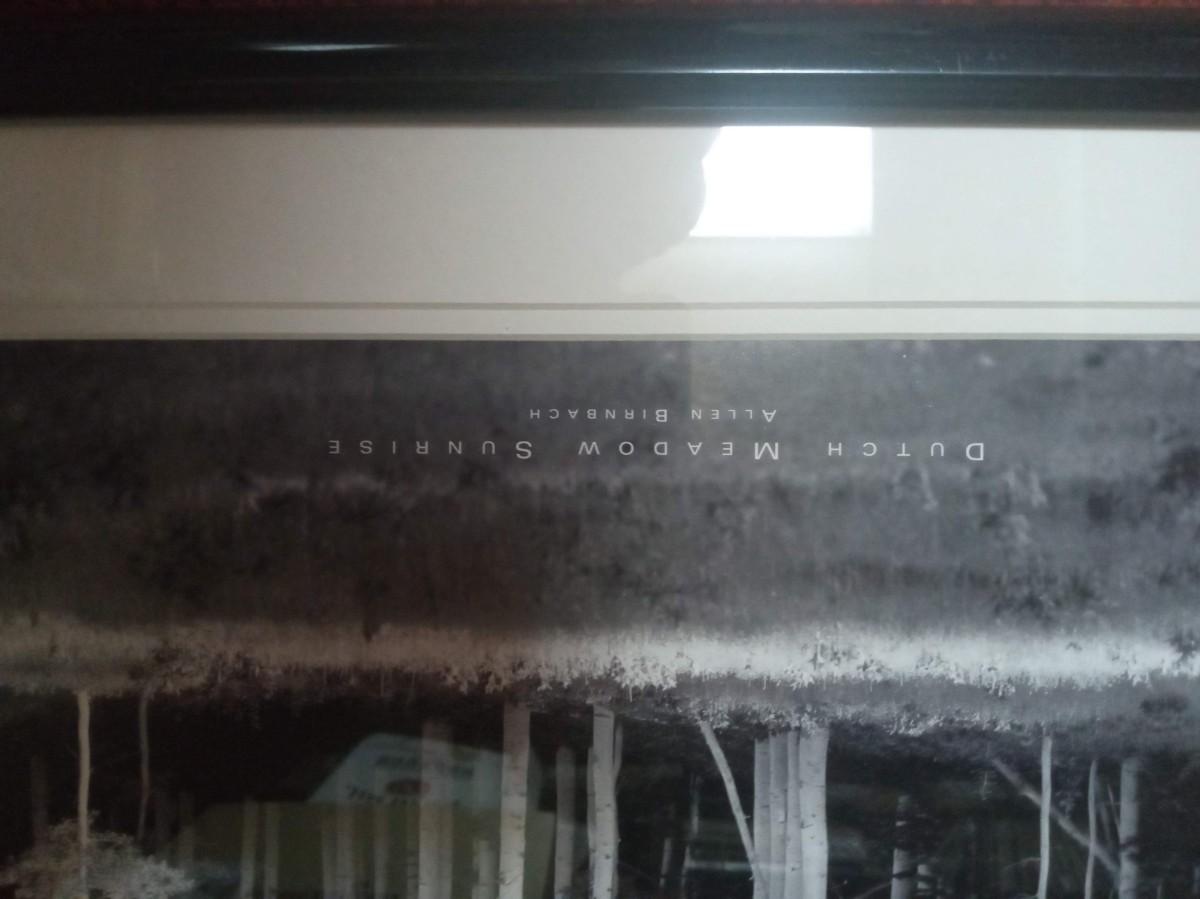 DUTCH MEADOW SUNRISE
ALLEN BIRNBACH